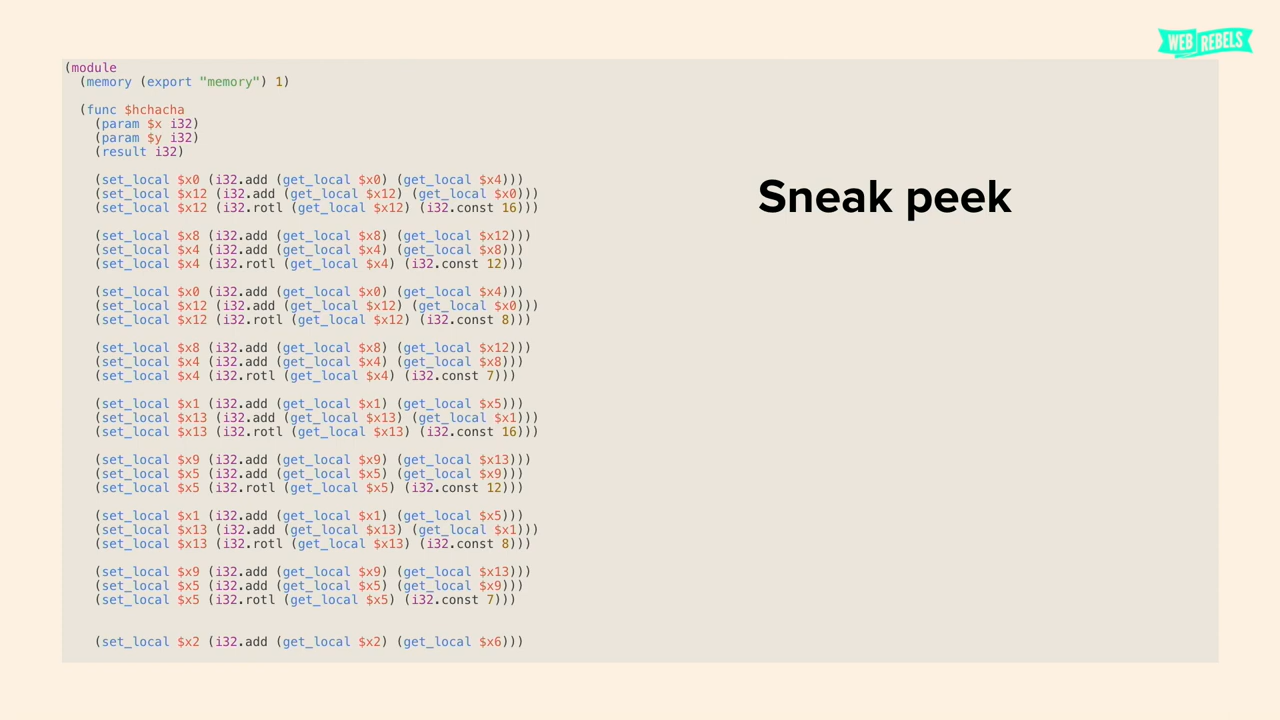 WEB REBELS
(module
  (memory (export "memory") 1)
  (func $hchacha
    (param $x i32)
    (param $y i32)
    (result i32)
    (set_local $x0 (i32.add (get_local $x0) (get_local $x4)))
    (set_local $x12 (i32.add (get_local $x12) (get_local $x0)))
    (set_local $x12 (i32.rotl (get_local $x12) (i32.const 16)))
    (set_local $x8 (i32.add (get_local $x8) (get_local $x12)))
    (set_local $x4 (i32.add (get_local $x4) (get_local $x8)))
    (set_local $x4 (i32.rotl (get_local $x4) (i32.const 12)))
    (set_local $x0 (i32.add (get_local $x0) (get_local $x4)))
    (set_local $x12 (i32.add (get_local $x12) (get_local $x0)))
    (set_local $x12 (i32.rotl (get_local $x12) (i32.const 8)))
    (set_local $x8 (i32.add (get_local $x8) (get_local $x12)))
    (set_local $x4 (i32.add (get_local $x4) (get_local $x8)))
    (set_local $x4 (i32.rotl (get_local $x4) (i32.const 7)))
    (set_local $x1 (i32.add (get_local $x1) (get_local $x5)))
    (set_local $x13 (i32.add (get_local $x13) (get_local $x1)))
    (set_local $x13 (i32.rotl (get_local $x13) (i32.const 16)))
    (set_local $x9 (i32.add (get_local $x9) (get_local $x13)))
    (set_local $x5 (i32.add (get_local $x5) (get_local $x9)))
    (set_local $x5 (i32.rotl (get_local $x5) (i32.const 12)))
    (set_local $x1 (i32.add (get_local $x1) (get_local $x5)))
    (set_local $x13 (i32.add (get_local $x13) (get_local $x1)))
    (set_local $x13 (i32.rotl (get_local $x13) (i32.const 8)))
    (set_local $x9 (i32.add (get_local $x9) (get_local $x13)))
    (set_local $x5 (i32.add (get_local $x5) (get_local $x9)))
    (set_local $x5 (i32.rotl (get_local $x5) (i32.const 7)))
    (set_local $x2 (i32.add (get_local $x2) (get_local $x6)))
Sneak peek